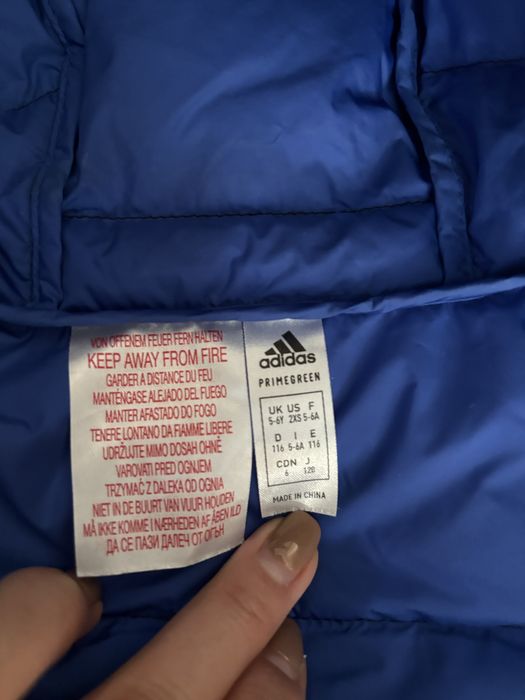 VON OFFENEM FEUER FERN HALTEN
KEEP AWAY FROM FIRE
GARDER À DISTANCE DU FEU
MANTÉNGASE ALEJADO DEL FUEGO
MANTER AFASTADO DO FOGO
TENERE LONTANO DA FIAMME LIBERE
UDRŽUJTE MIMO DOSAH OHNĚ
VAROVATI PRED OGNJEM
TRZYMAĆ Z DALEKA OD OGNIA
NIET IN DE BUURT VAN VUUR HOUDEN
MÅ IKKE KOMME I NÆRHEDEN AF ÅBEN ILD
ДА СЕ ПАЗИ ДАЛЕЧ ОТ ОГЪН
adidas
PRIMEGREEN
UK US F
5-6Y 2XS 5-6A
D I E
116 5-6A 116
CDN J
6 120
MADE IN CHINA